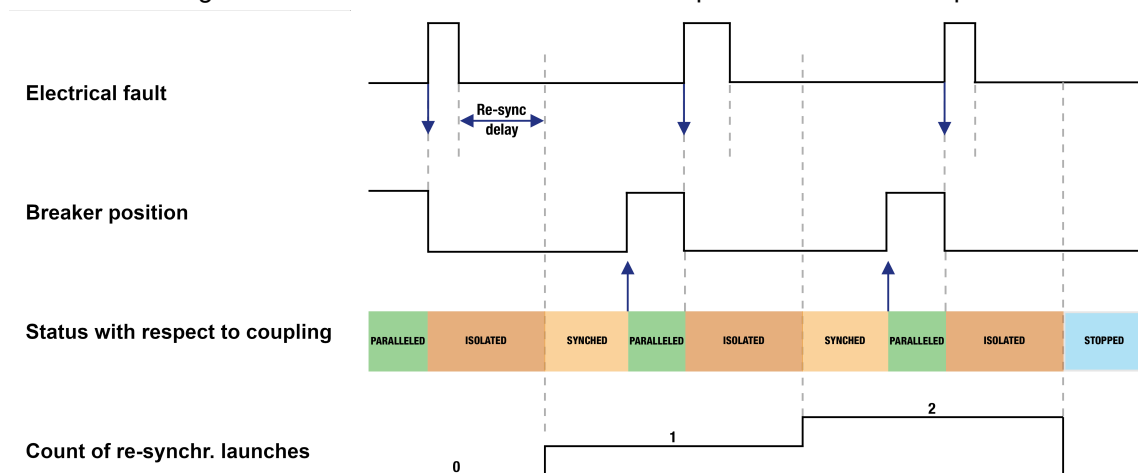 Electrical fault
Re-sync
delay
Breaker position
Status with respect to coupling
PARALLELED ISOLATED SYNCHED PARALLELED ISOLATED SYNCHED PARALLELED ISOLATED STOPPED
2
1
Count of re-synchr. launches
0